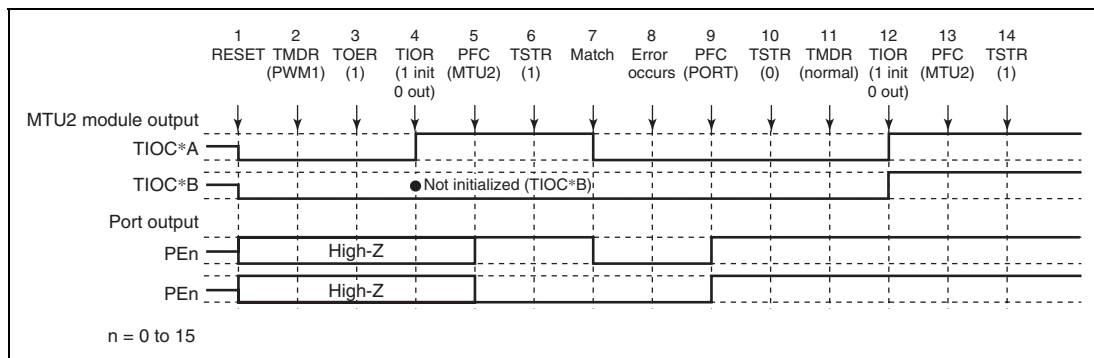 1 2 3 4 5 6 7 8 9 10 11 12 13 14
RESET TMDR TOER TIOR PFC TSTR Match Error PFC TSTR TMDR TIOR PFC TSTR
(PWM1) (1) (1 init (MTU2) (1) occurs (PORT) (0) (normal) (1 init (MTU2) (1)
0 out) 0 out)
MTU2 module output
TIOC*A
TIOC*B ●Not initialized (TIOC*B)
Port output
PEn High-Z
PEn High-Z
n = 0 to 15